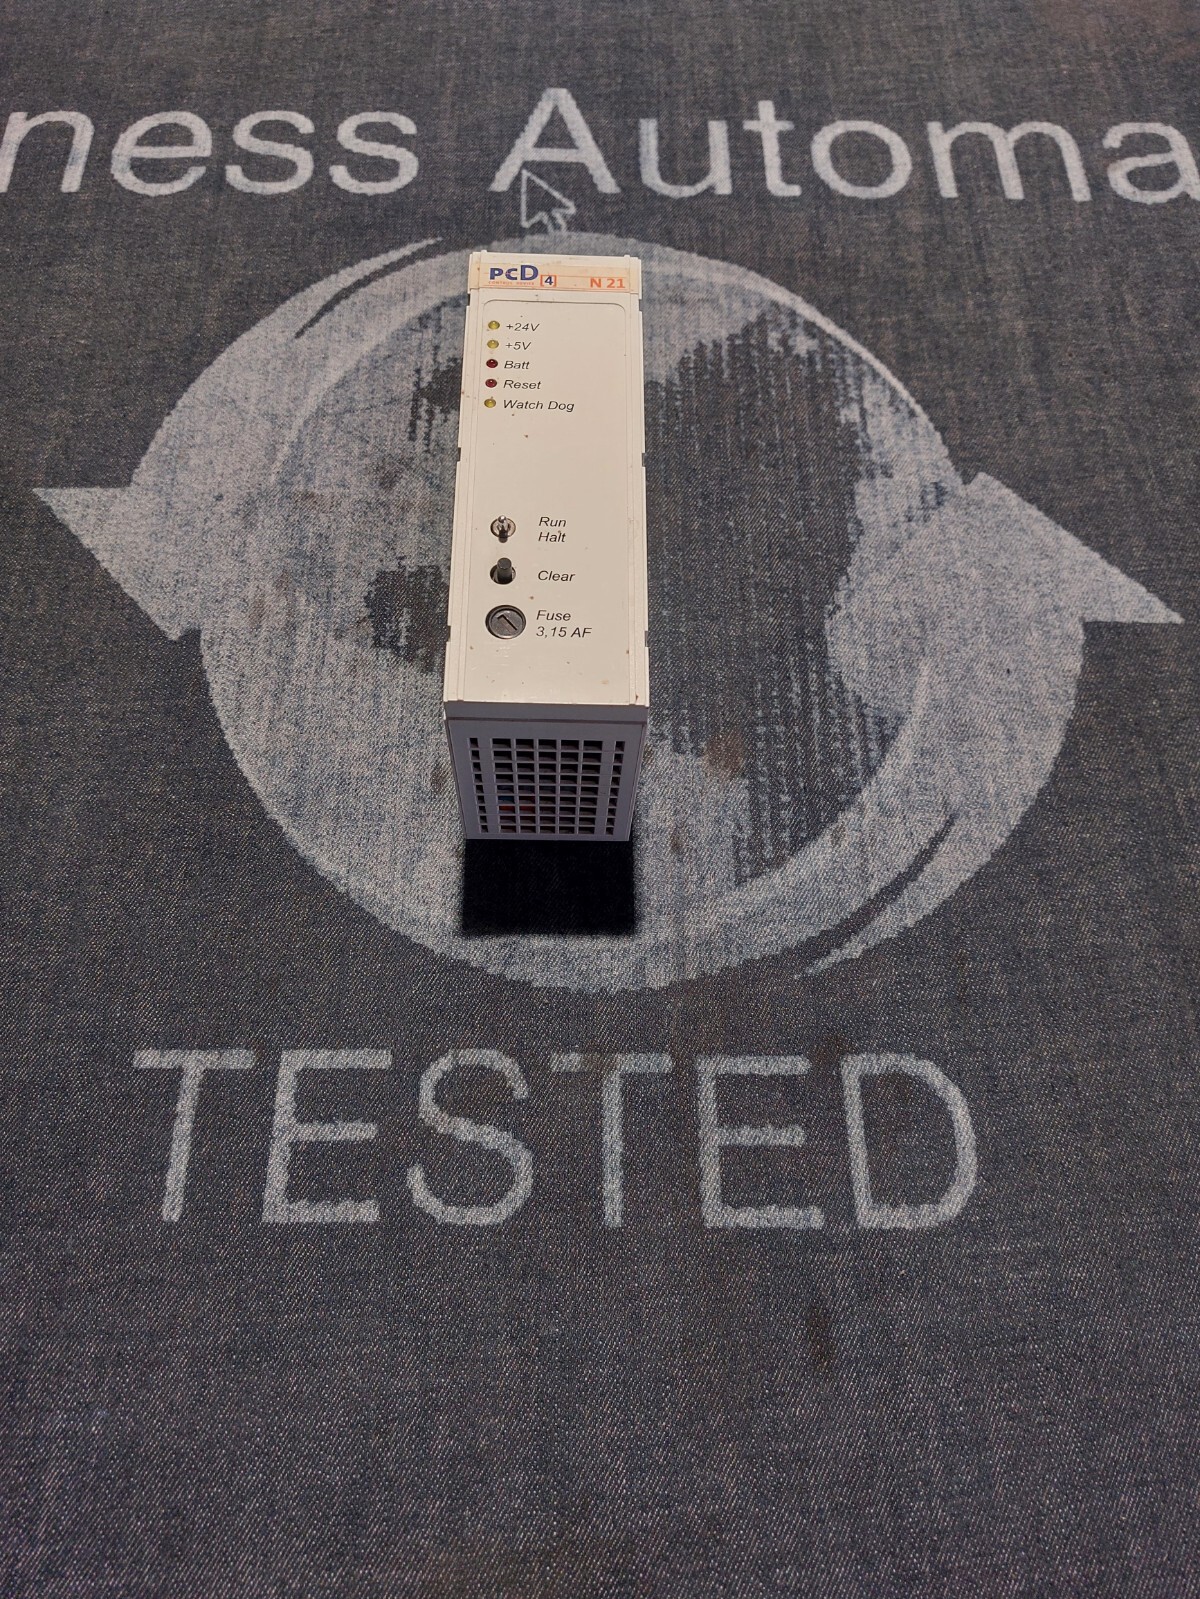 ness Automa
PCD 4 N 21
+24V
+5V
Batt
Reset
Watch Dog
Run
Halt
Clear
Fuse
3,15 AF
TESTED